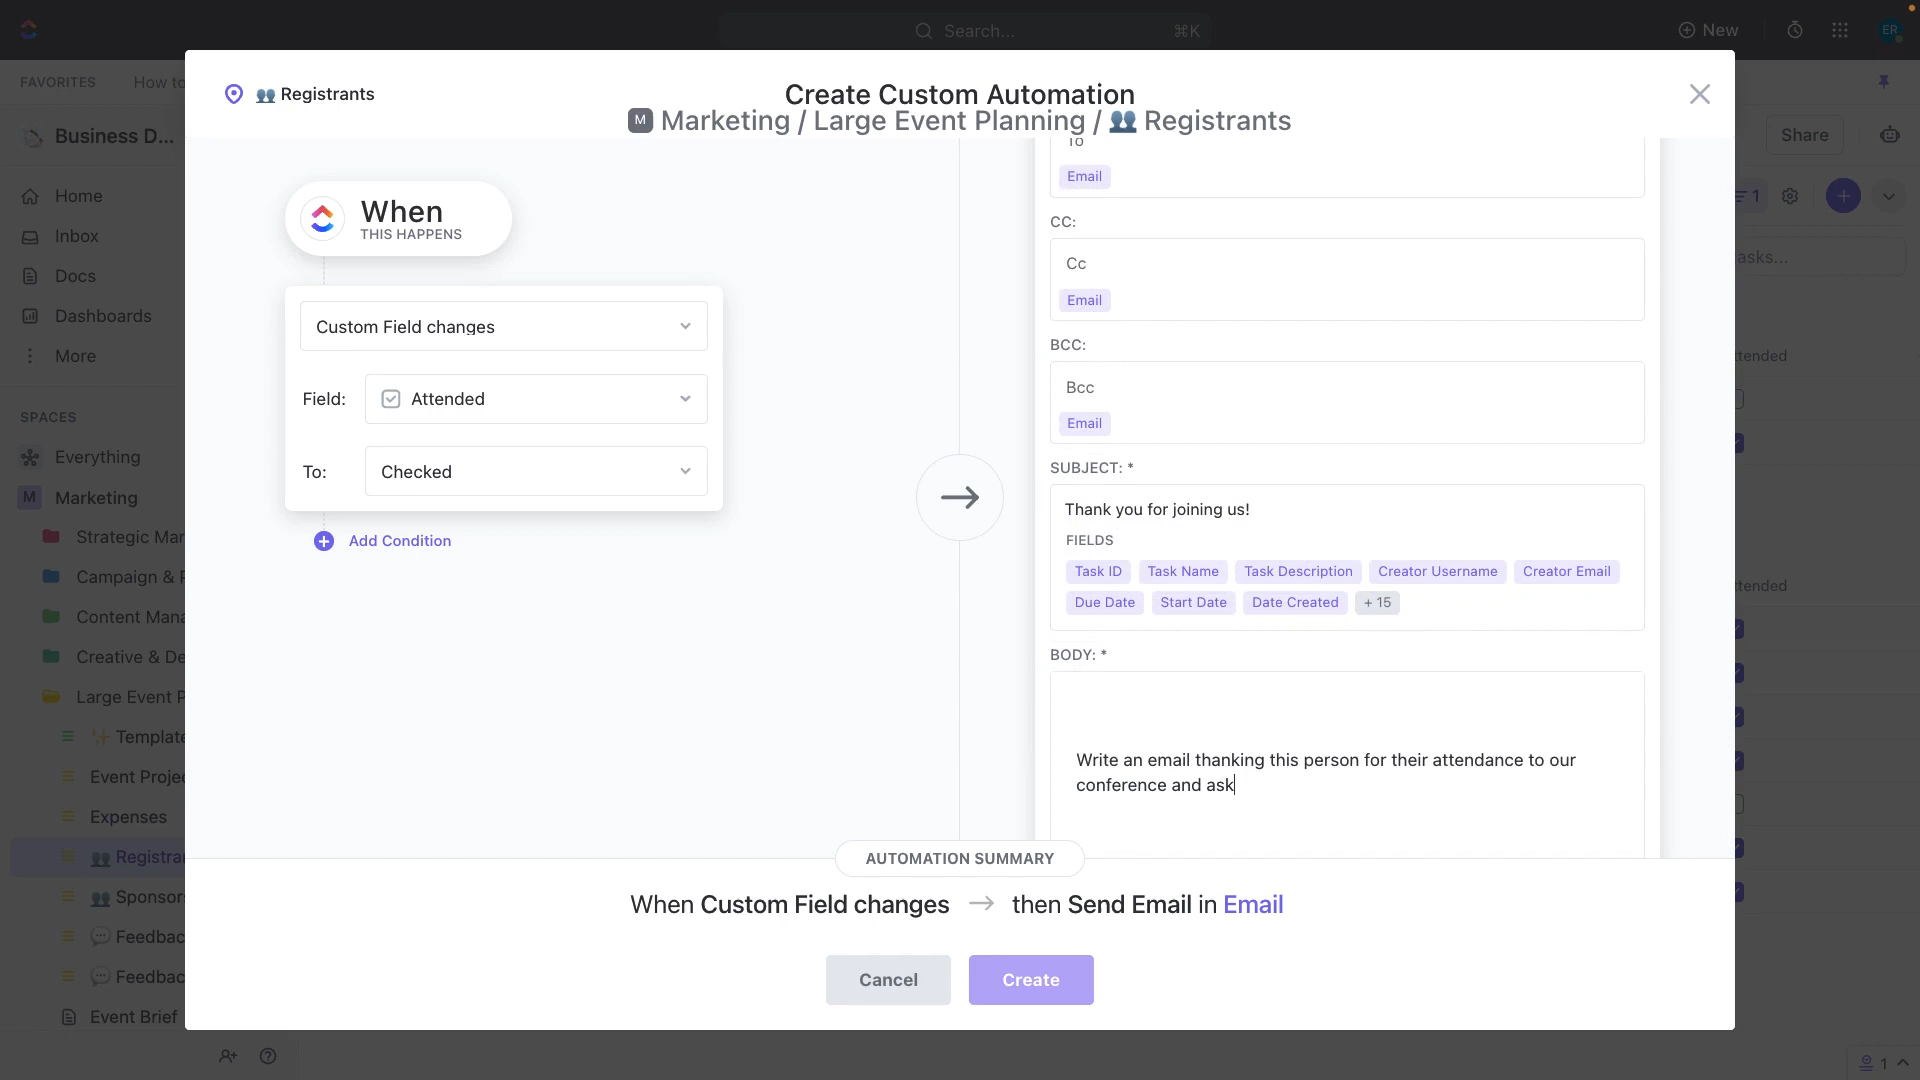 Search...
⌘K
New
ER
FAVORITES
How to
Registrants
Create Custom Automation
M Marketing / Large Event Planning / Registrants
Business D...
Share
Home
Inbox
Docs
Dashboards
More
1
asks...
SPACES
Everything
M Marketing
Strategic Mar
Campaign &
Content Mana
Creative & De
Large Event P
Template
Event Projec
Expenses
Registra
Sponsors
Feedbac
Feedbac
Event Brief
When
THIS HAPPENS
Custom Field changes
Field:
Attended
To:
Checked
Add Condition
To
Email
CC:
Cc
Email
BCC:
Bcc
Email
SUBJECT: *
Thank you for joining us!
FIELDS
Task ID Task Name Task Description Creator Username Creator Email
Due Date Start Date Date Created + 15
BODY: *
Write an email thanking this person for their attendance to our
conference and ask
tended
tended
AUTOMATION SUMMARY
When Custom Field changes → then Send Email in Email
Cancel
Create
1